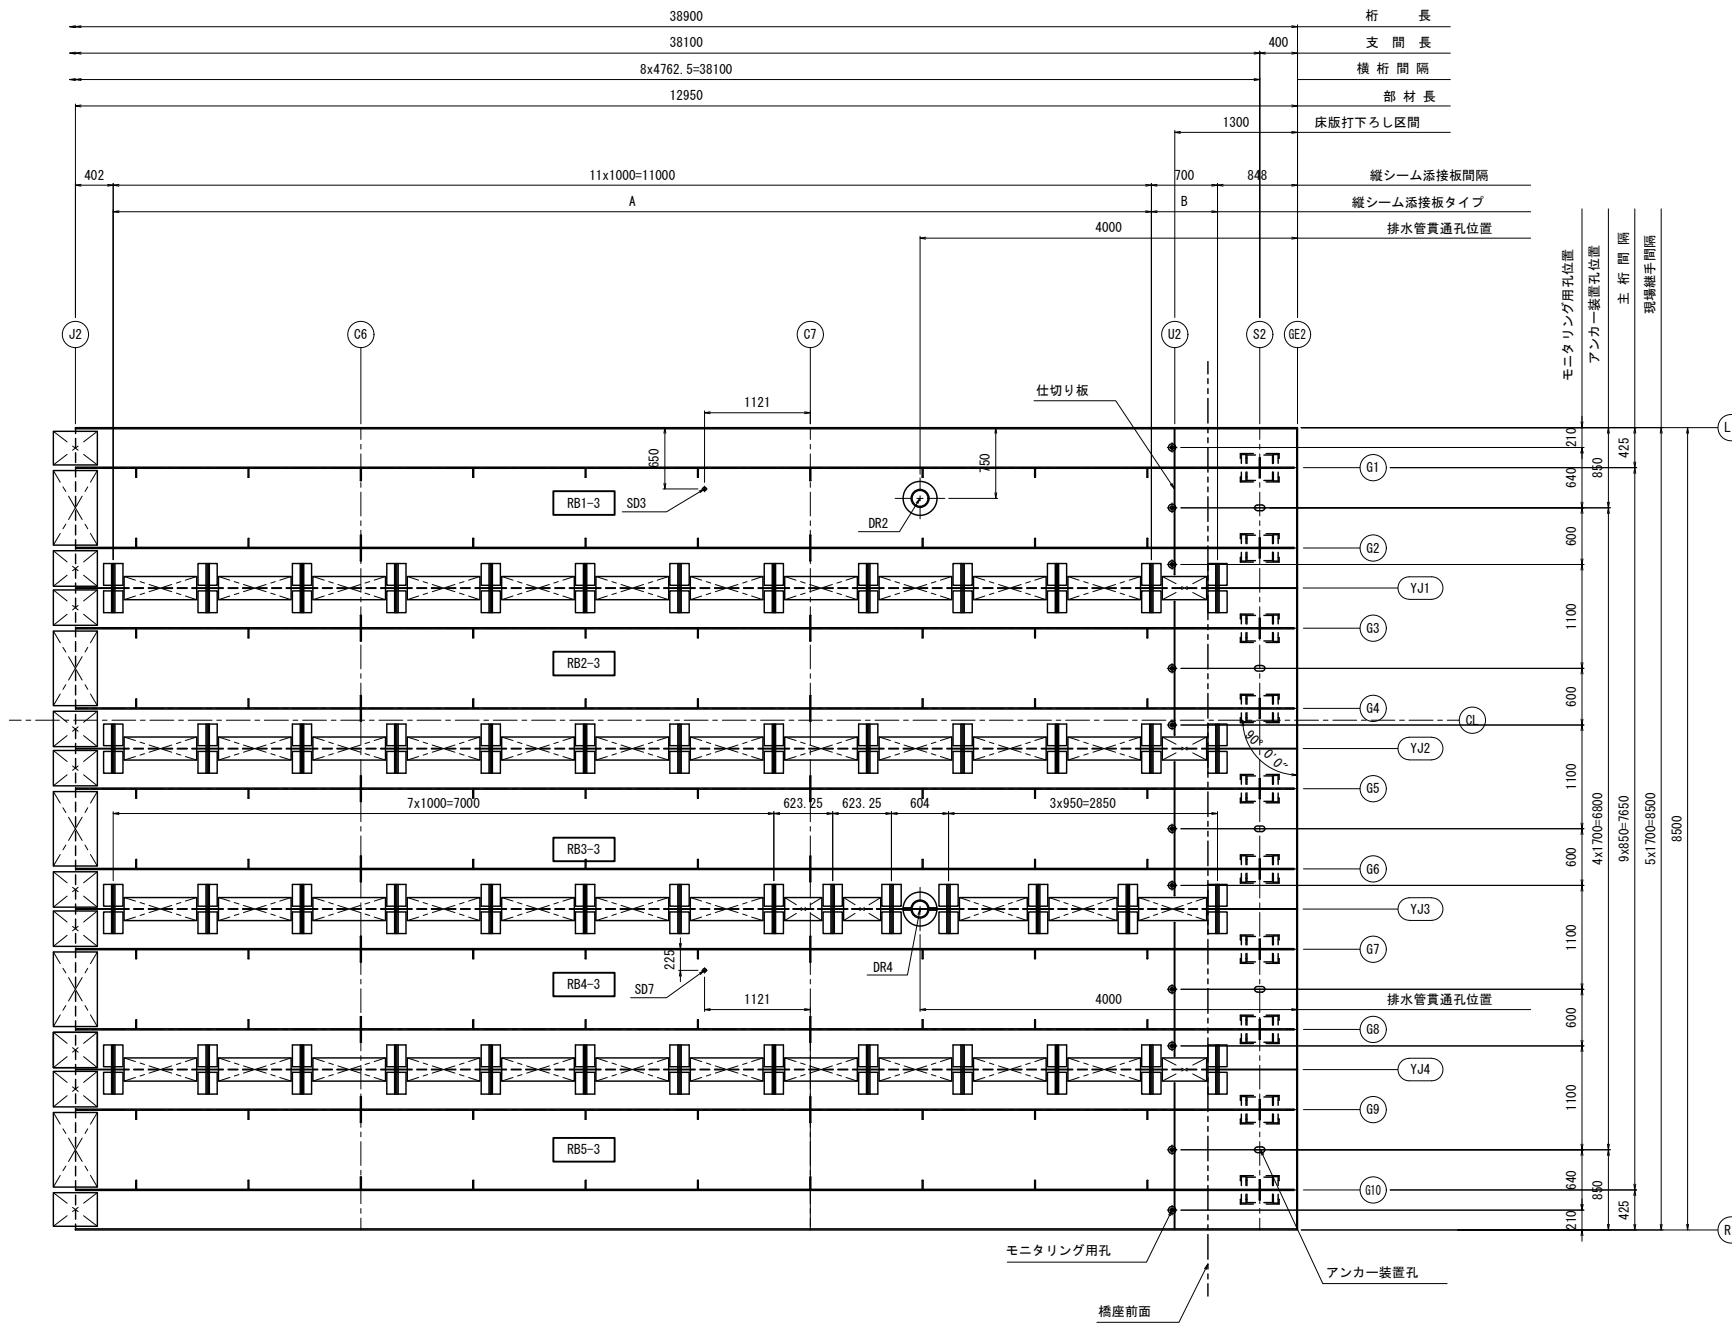 38900
桁 長
38100
400
支 間 長
8x4762.5=38100
横 桁 間 隔
12950
部 材 長
1300
床版打下ろし区間
402
11x1000=11000
700
848
縦シーム添接板間隔
A
B
縦シーム添接板タイプ
4000
排水管貫通孔位置
モニタリング用孔位置
アンカー装置孔位置
主 桁 間 隔
現場継手間隔
J2
C6
C7
U2
S2
GE2
仕切り板
1121
L
650
750
210
850
425
G1
640
RB1-3
SD3
DR2
600
G2
YJ1
1100
G3
RB2-3
600
G4
CL
90° 0' 0"
YJ2
1100
G5
7x1000=7000
623.25
623.25
604
3x950=2850
4x1700=6800
9x850=7650
5x1700=8500
8500
RB3-3
600
G6
YJ3
1100
G7
225
DR4
RB4-3
SD7
1121
4000
排水管貫通孔位置
600
G8
YJ4
1100
G9
RB5-3
640
850
G10
425
210
R
モニタリング用孔
アンカー装置孔
橋座前面